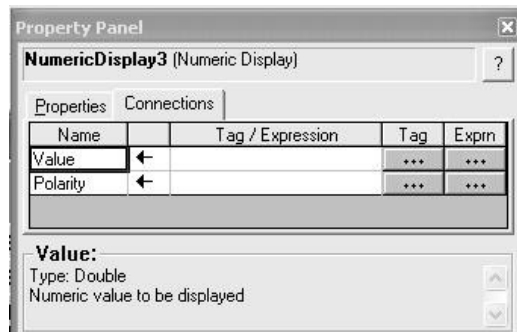 Property Panel
NumericDisplay3 (Numeric Display)
?
Properties Connections
Name Tag / Expression Tag Exprn
Value
Polarity
Value:
Type: Double
Numeric value to be displayed